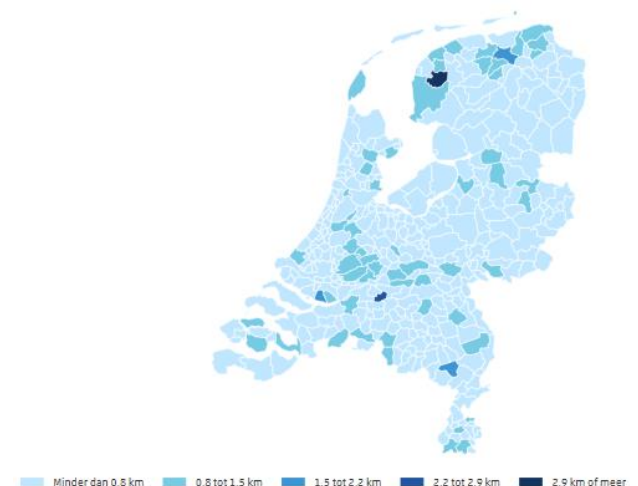 Minder dan 0.8 km
0.8 tot 1.5 km
1.5 tot 2.2 km
2.2 tot 2.9 km
2.9 km of meer